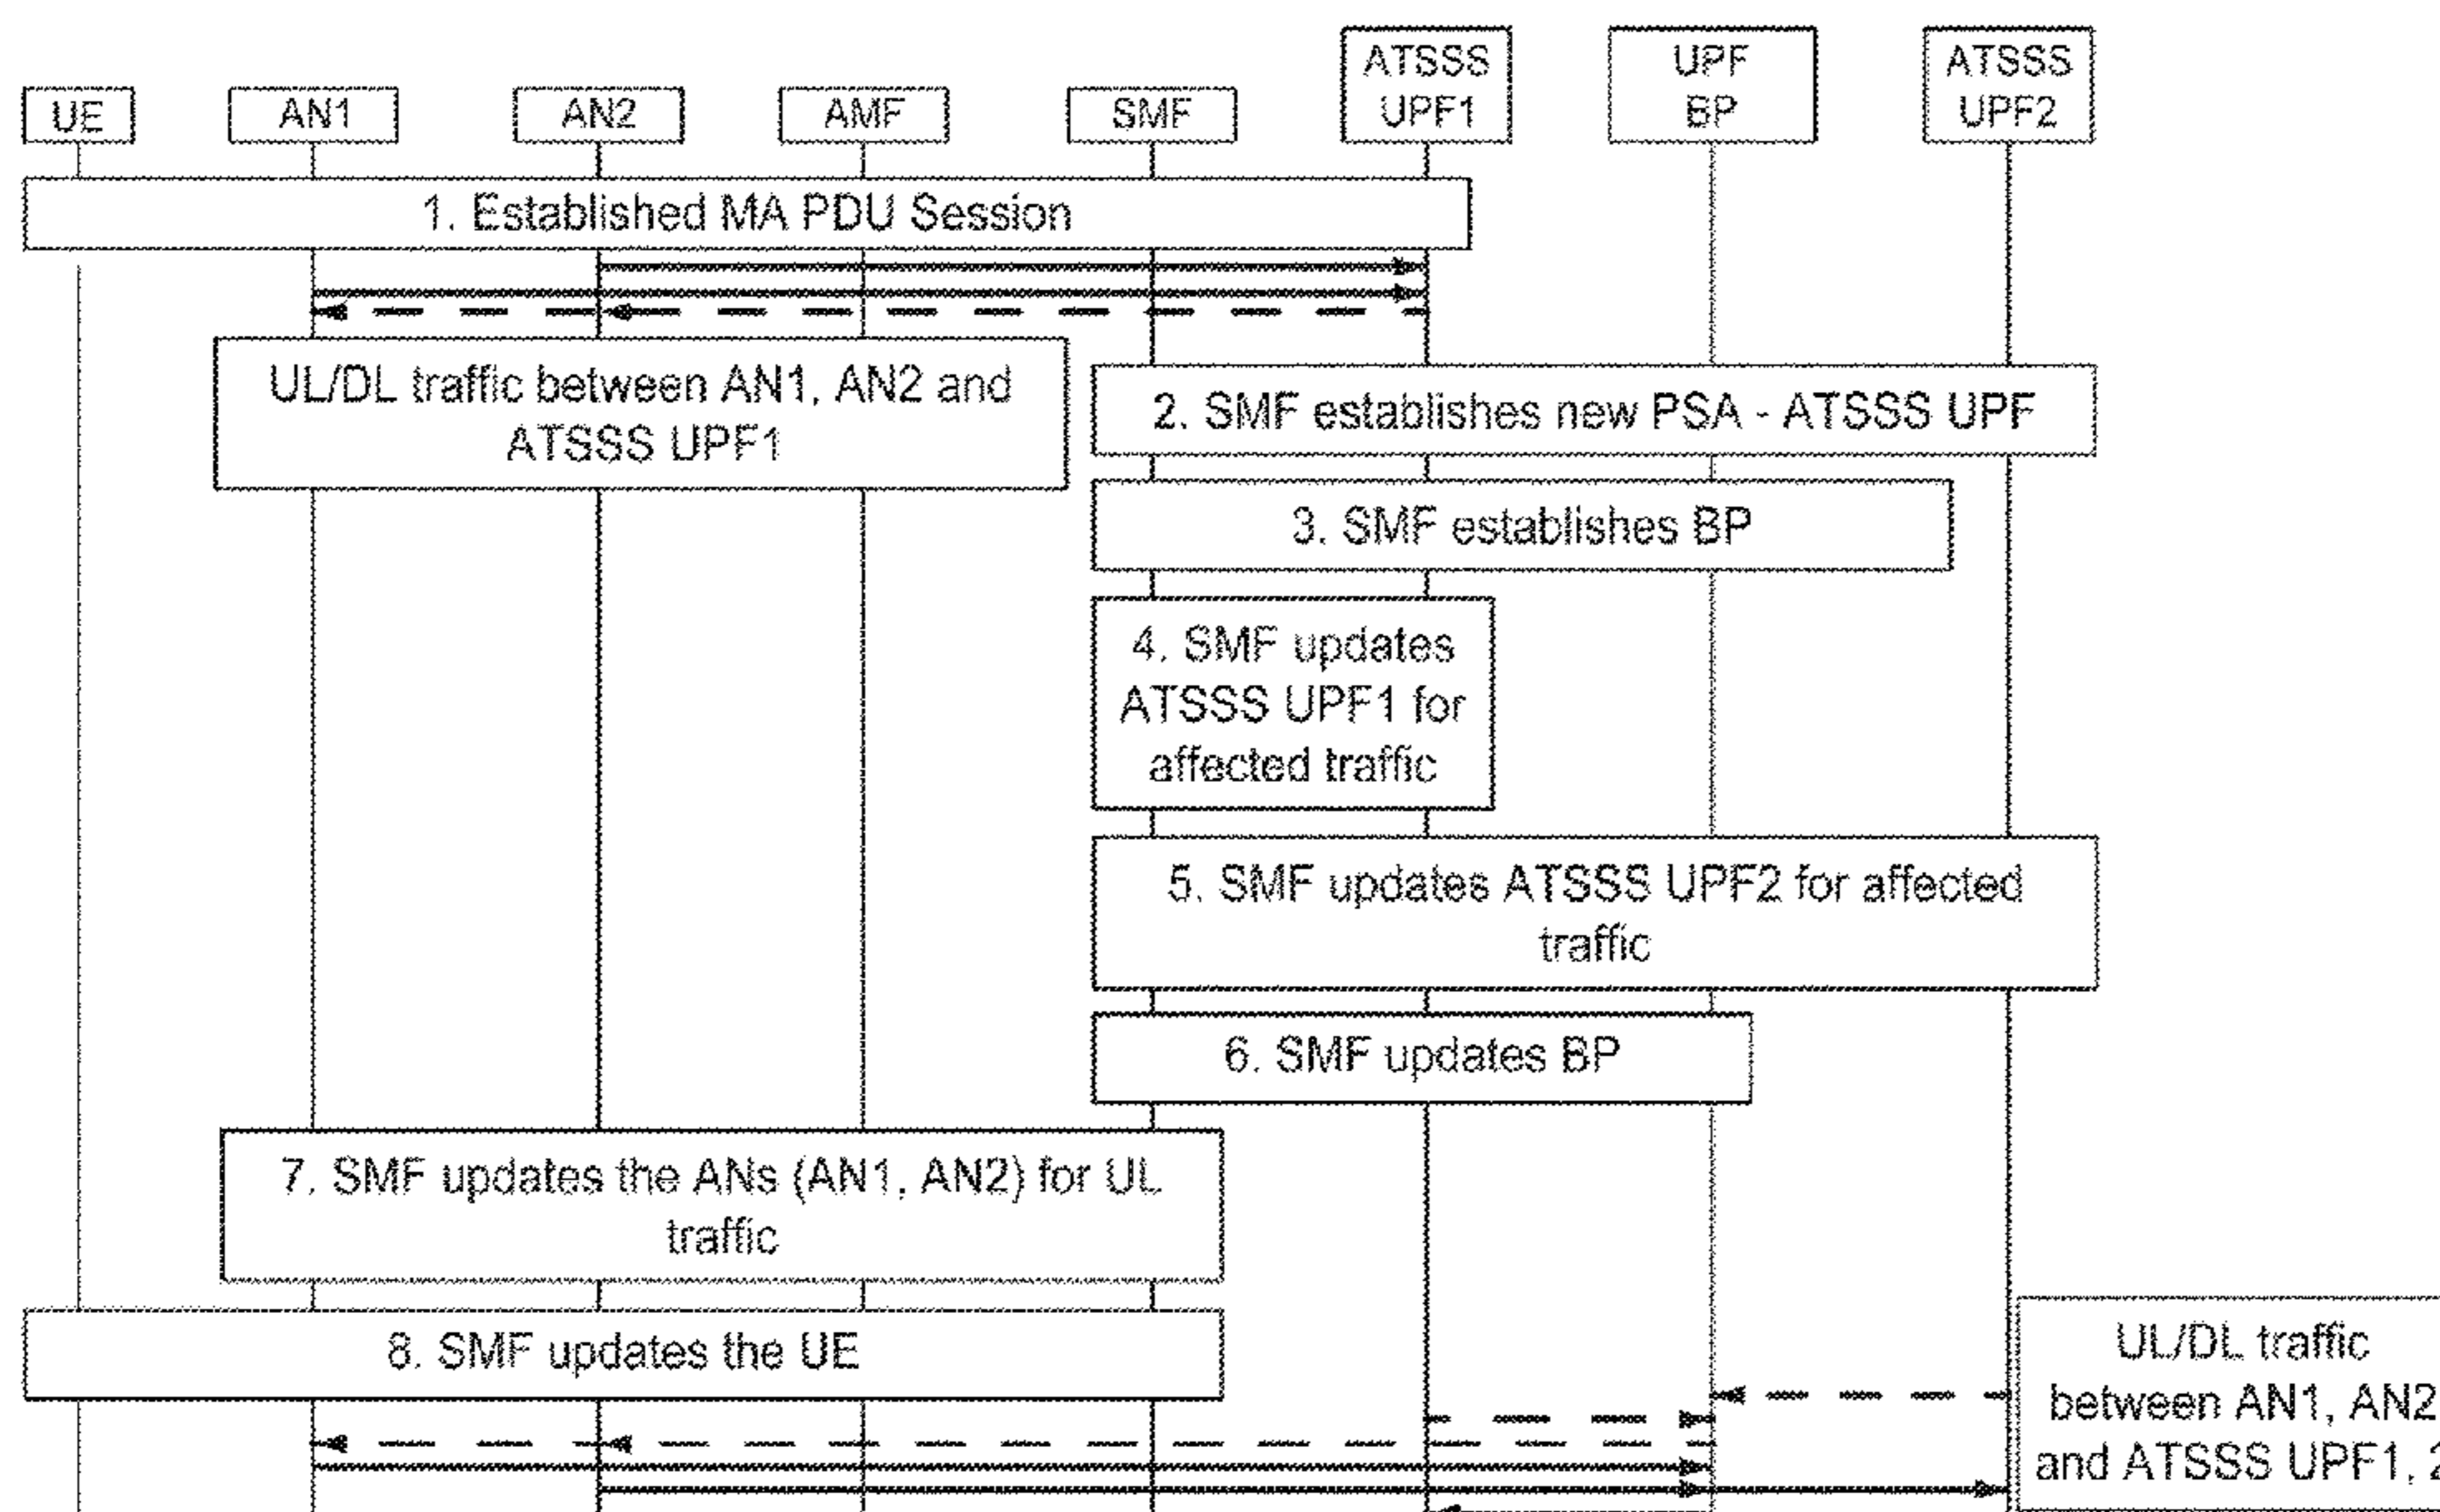 ATSSS
UPF1
UPF
BP
ATSSS
UPF2
UE
AN1
AN2
AMF
SMF
1. Established MA PDU Session
UL/DL traffic between AN1, AN2 and
ATSSS UPF1
2. SMF establishes new PSA - ATSSS UPF
3. SMF establishes BP
4. SMF updates
ATSSS UPF1 for
affected traffic
5. SMF updates ATSSS UPF2 for affected
traffic
6. SMF updates BP
7. SMF updates the ANs (AN1, AN2) for UL
traffic
8. SMF updates the UE
UL/DL traffic
between AN1, AN2
and ATSSS UPF1, 2